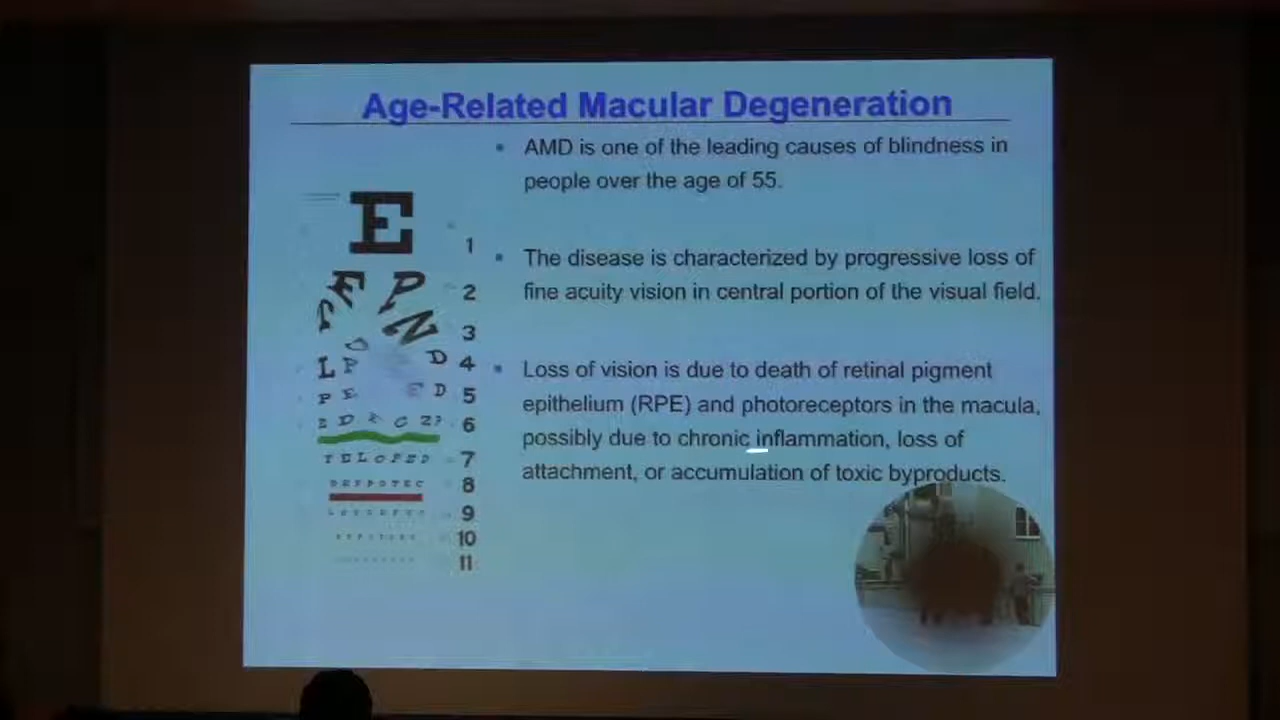 Age-Related Macular Degeneration
AMD is one of the leading causes of blindness in
people over the age of 55.
The disease is characterized by progressive loss of
fine acuity vision in central portion of the visual field.
Loss of vision is due to death of retinal pigment
epithelium (RPE) and photoreceptors in the macula,
possibly due to chronic inflammation, loss of
attachment, or accumulation of toxic byproducts.
E 1
F P 2
N 3
L P D 4
P E E D 5
D F C Z 6
7
8
9
10
11